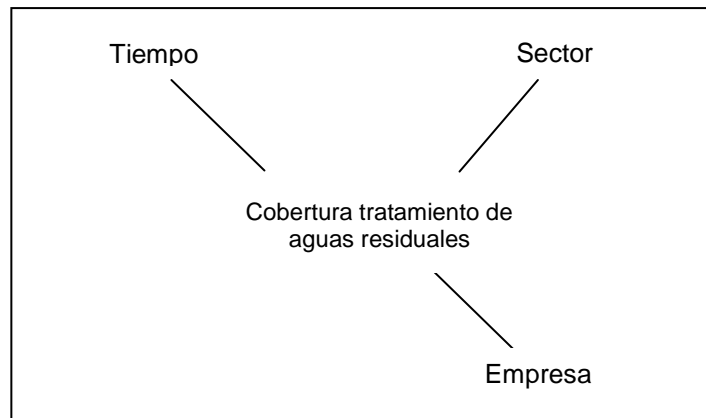 Tiempo
Sector
Cobertura tratamiento de
aguas residuales
Empresa